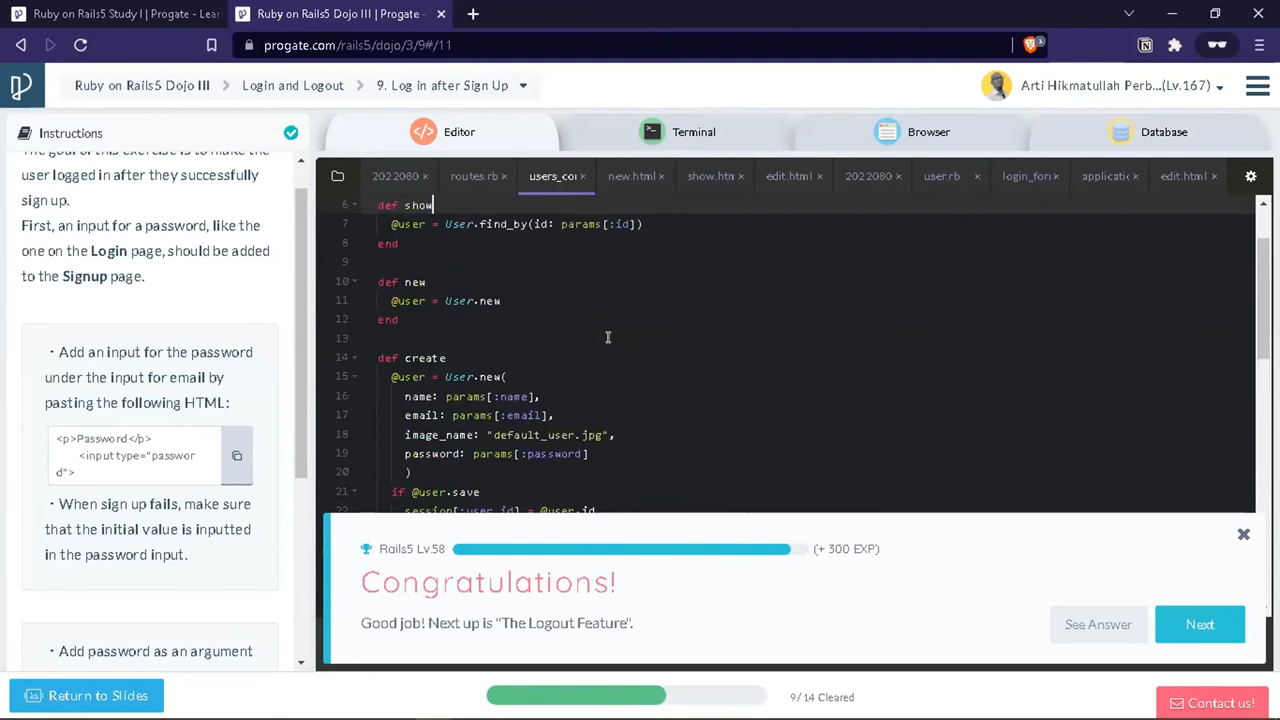 Ruby on Rails5 Study I | Progate - Lear
Ruby on Rails5 Dojo III | Progate -
progate.com/rails5/dojo/3/9#/11
3
Ruby on Rails5 Dojo III
Login and Logout
9. Log in after Sign Up
Arti Hikmatullah Perb...(Lv.167)
Instructions
Editor
Terminal
Browser
Database
user logged in after they successfully
sign up.
First, an input for a password, like the
one on the Login page, should be added
to the Signup page.
・Add an input for the password
under the input for email by
pasting the following HTML:
<p>Password</p>
<input type="passwor
d">
・When sign up fails, make sure
that the initial value is inputted
in the password input.
・Add password as an argument
2022080 ×
routes.rb ×
users_co ×
new.html ×
show.htm ×
edit.html ×
2022080 ×
user.rb ×
login_for ×
applicatic ×
edit.html ×
6 def show
7 @user = User.find_by(id: params[:id])
8 end
9
10 def new
11 @user = User.new
12 end
13
14 def create
15 @user = User.new(
16 name: params[:name],
17 email: params[:email],
18 image_name: "default_user.jpg",
19 password: params[:password]
20 )
21 if @user.save
session[:user_id] = @user.id
Rails5 Lv.58
(+ 300 EXP)
Congratulations!
Good job! Next up is "The Logout Feature".
See Answer
Next
Return to Slides
9/14 Cleared
Contact us!